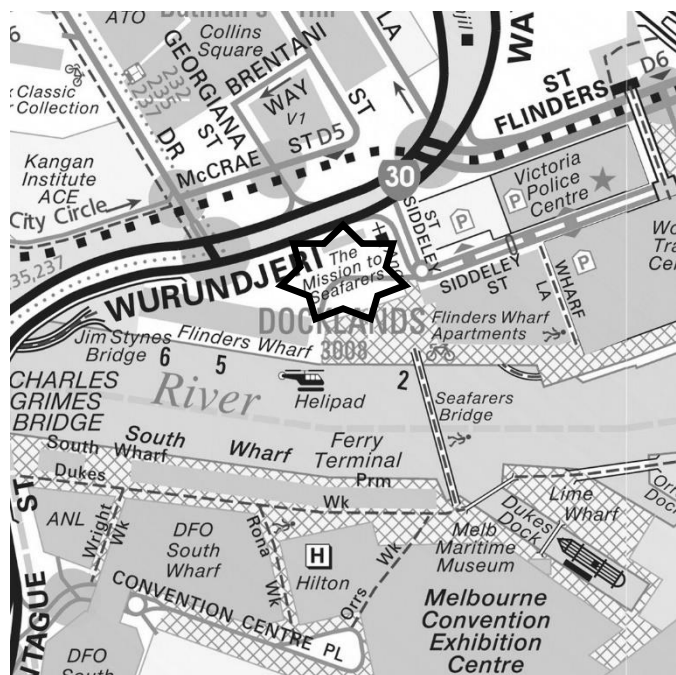 ATO
Collins
Square
GEORGIANA
ST
BRENTANI
WAY
V1
ST
LA
WA
232
235
237
Classic
r Collection
DR
McCRAE
ST D5
Kangan
Institute
ACE
City Circle
35,237
30
ST
FLINDERS
D6
Victoria
Police
Centre
P
P
P
SIDDELEY
ST
SIDDELEY
ST
WHARF
LA
Wo
Tra
Cen
WURUNDJERI
The
Mission to
Seafarers
DOCKLANDS
3008
Flinders Wharf
Apartments
Jim Stynes
Bridge
Flinders Wharf
6
5
2
CHARLES
GRIMES
BRIDGE
River
Helipad
Seafarers
Bridge
South
Wharf
South
Wharf
Ferry
Terminal
Prm
Dukes
Wk
ANL
Wright
Wk
DFO
South
Wharf
Rona
Wk
H
Hilton
Orrs
Wk
Melb
Maritime
Museum
Dukes
Dock
Lime
Wharf
Orr
Dock
ST
NTAGUE
CONVENTION CENTRE PL
Melbourne
Convention
Exhibition
Centre
DFO
South